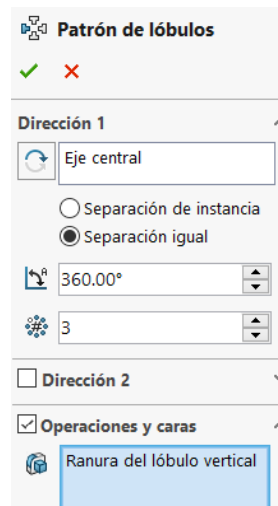 Patrón de lóbulos
Dirección 1
Eje central
Separación de instancia
Separación igual
360.00°
3
Dirección 2
Operaciones y caras
Ranura del lóbulo vertical